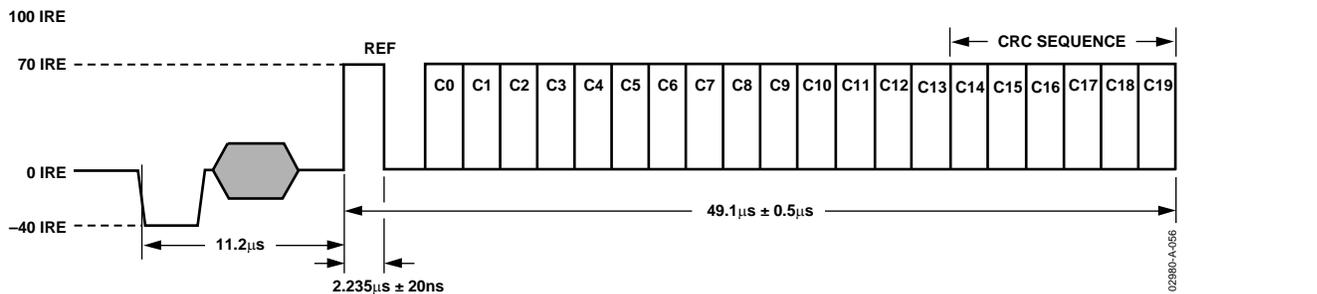 100 IRE
REF
CRC SEQUENCE
70 IRE
C0 C1 C2 C3 C4 C5 C6 C7 C8 C9 C10 C11 C12 C13 C14 C15 C16 C17 C18 C19
0 IRE
49.1μs ± 0.5μs
–40 IRE
11.2μs
2.235μs ± 20ns
02980-A-056